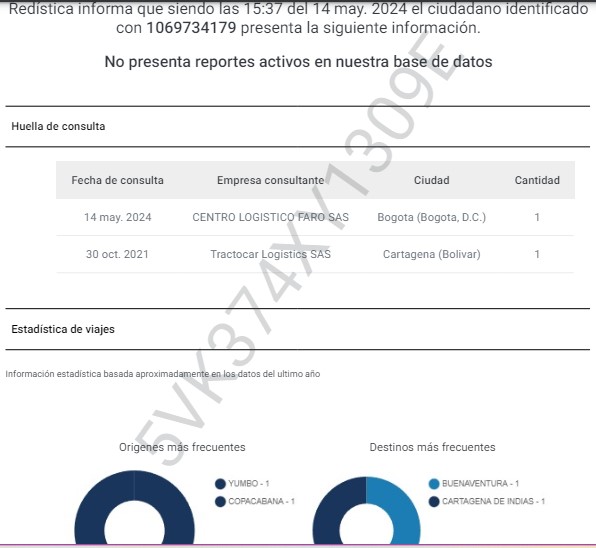 Redística informa que siendo las 15:37 del 14 may. 2024 el ciudadano identificado
con 1069734179 presenta la siguiente información.
No presenta reportes activos en nuestra base de datos
Huella de consulta
Fecha de consulta Empresa consultante Ciudad Cantidad
14 may. 2024 CENTRO LOGISTICO FARO SAS Bogota (Bogota, D.C.) 1
30 oct. 2021 Tractocar Logistics SAS Cartagena (Bolivar) 1
Estadística de viajes
Información estadística basada aproximadamente en los datos del ultimo año
5VK374XY1309E
Origenes más frecuentes Destinos más frecuentes
YUMBO - 1 BUENAVENTURA - 1
COPACABANA - 1 CARTAGENA DE INDIAS - 1